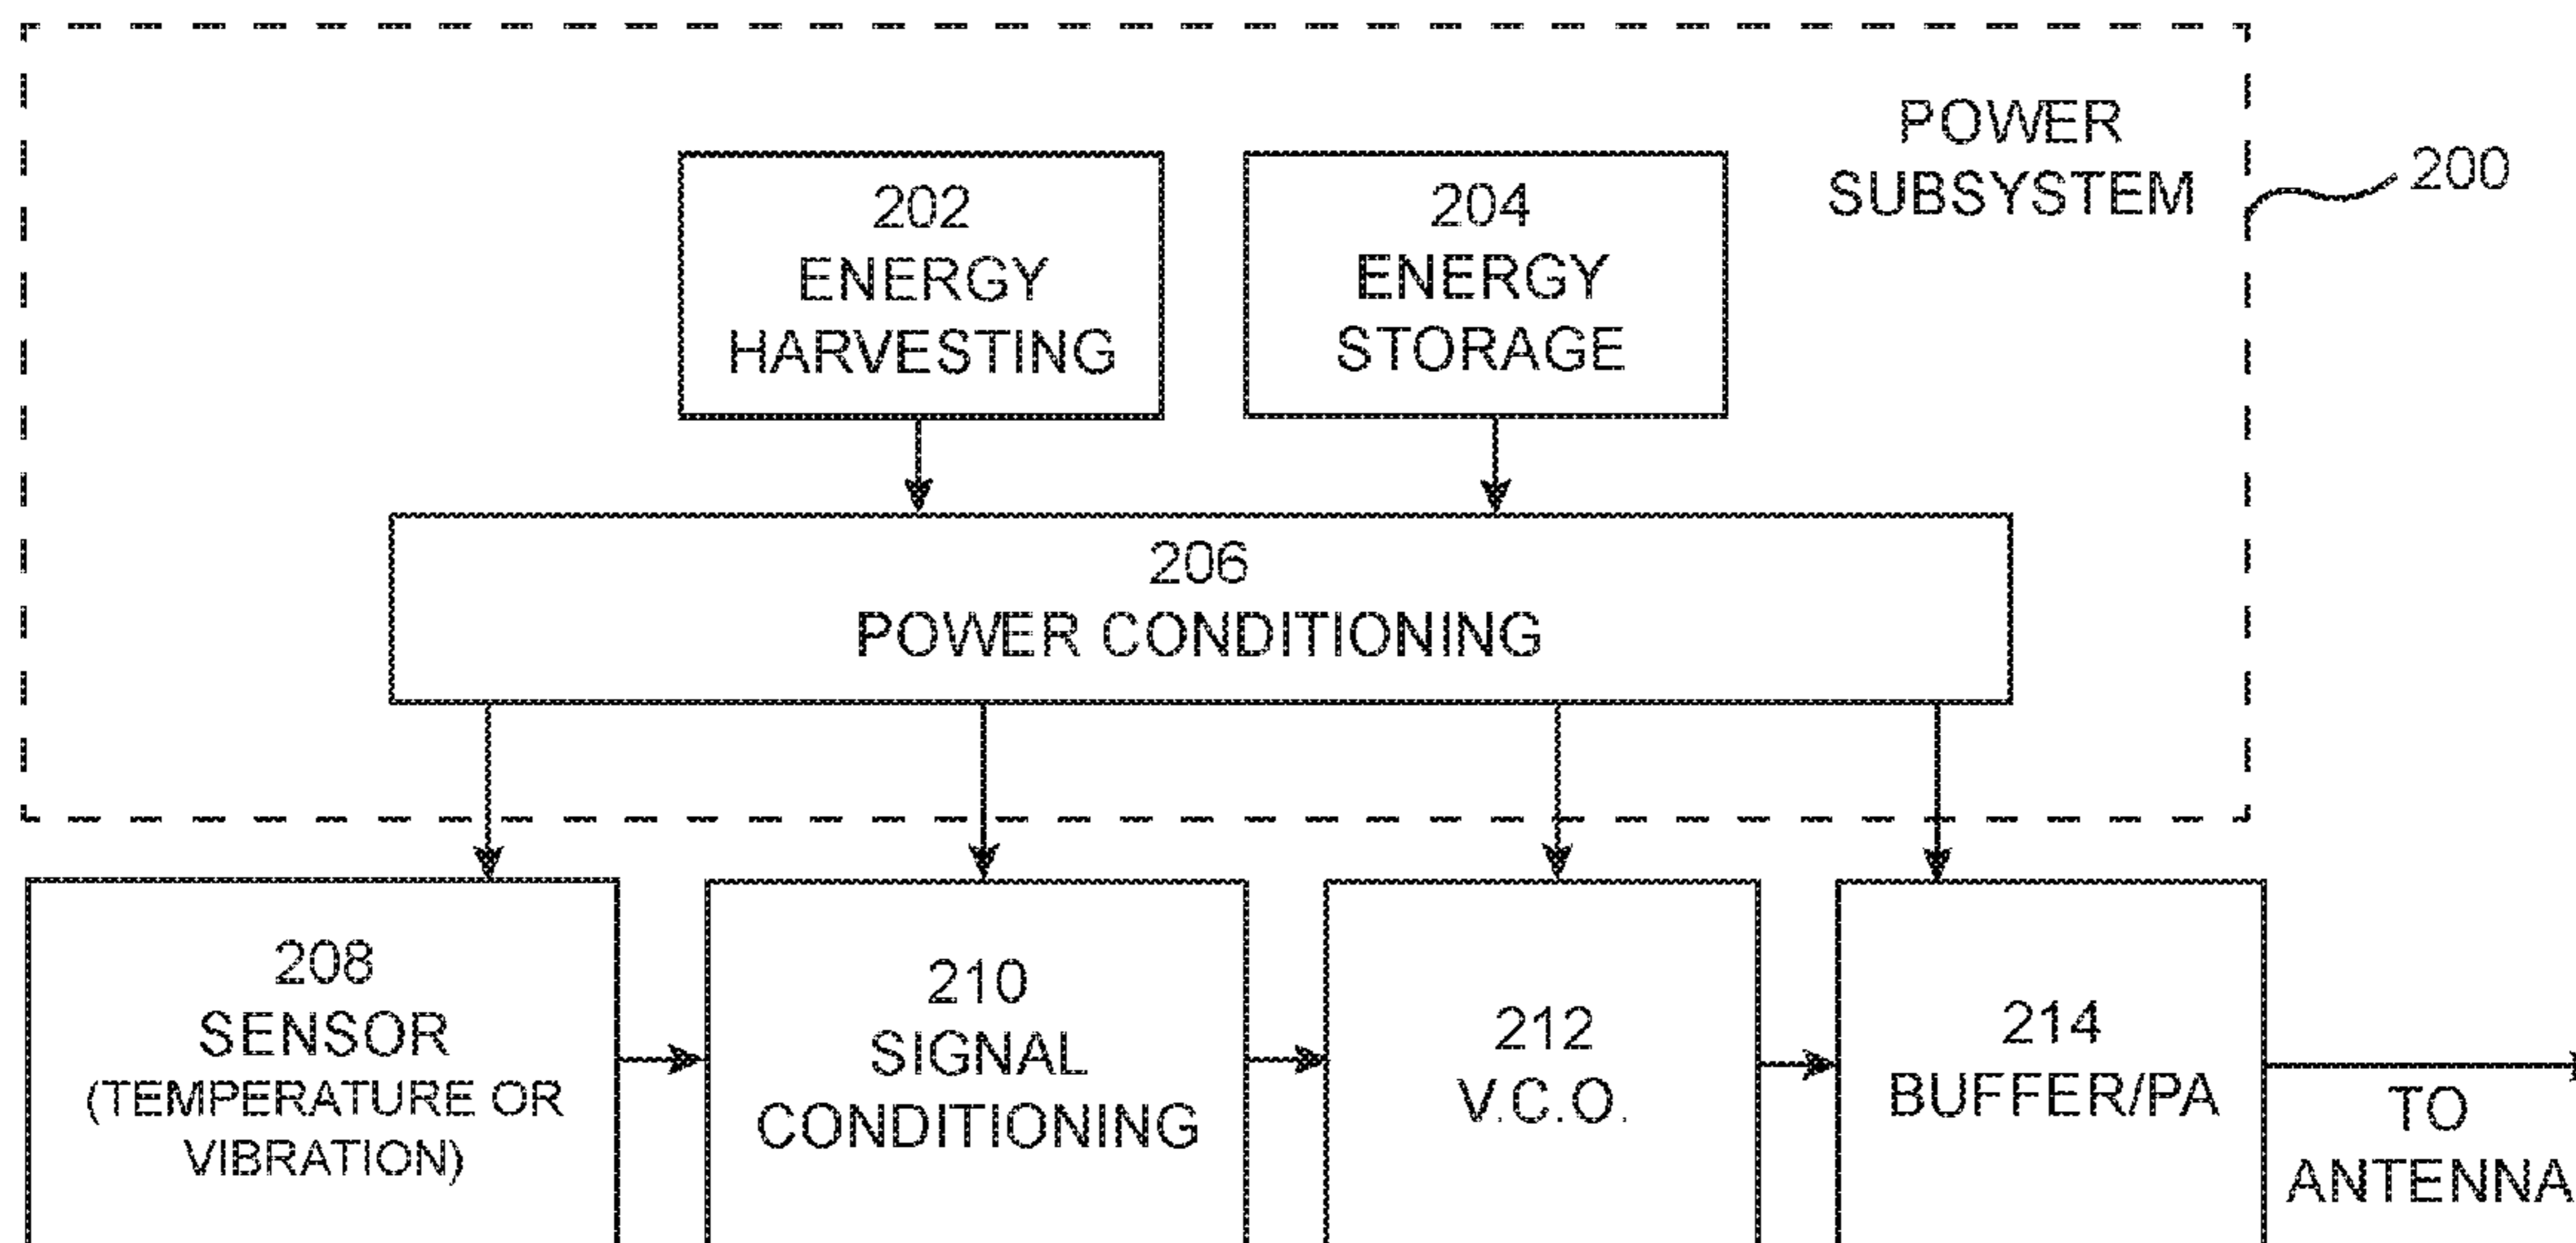 POWER
SUBSYSTEM
200
202
ENERGY
HARVESTING
204
ENERGY
STORAGE
206
POWER CONDITIONING
208
SENSOR
(TEMPERATURE OR
VIBRATION)
210
SIGNAL
CONDITIONING
212
V.C.O.
214
BUFFER/PA
TO
ANTENNA